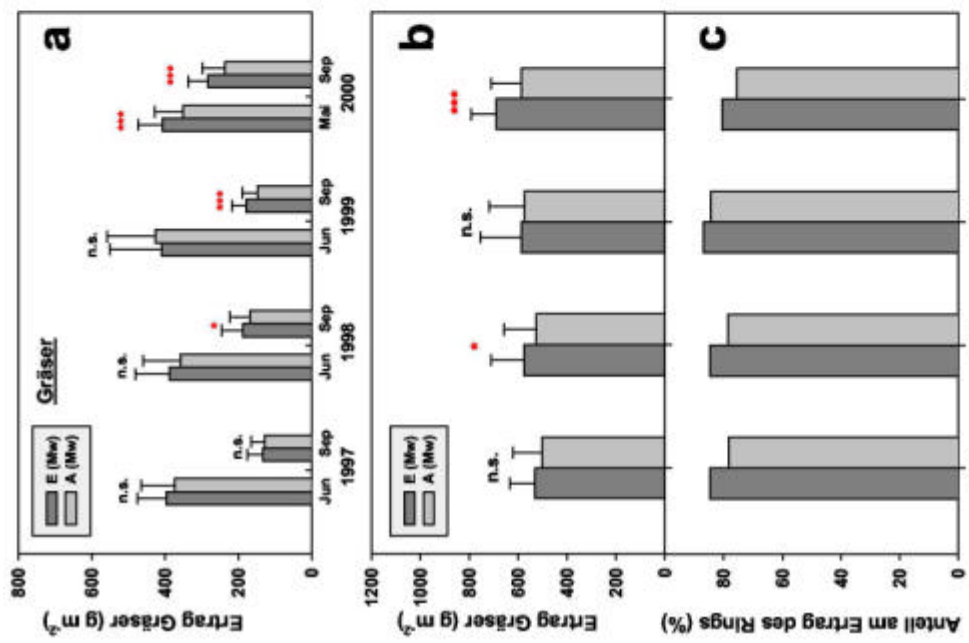 a
Gräser
E (Mw)
A (Mw)
Ertrag Gräser (g m⁻²)
800
600
400
200
0
n.s.
n.s.
n.s.
*
n.s.
***
***
***
Jun
Sep
Jun
Sep
Jun
Sep
Mai
Sep
1997
1998
1999
2000
b
E (Mw)
A (Mw)
Ertrag Gräser (g m⁻²)
1200
1000
800
600
400
200
0
n.s.
*
n.s.
***
c
Anteil am Ertrag des Rings (%)
80
60
40
20
0